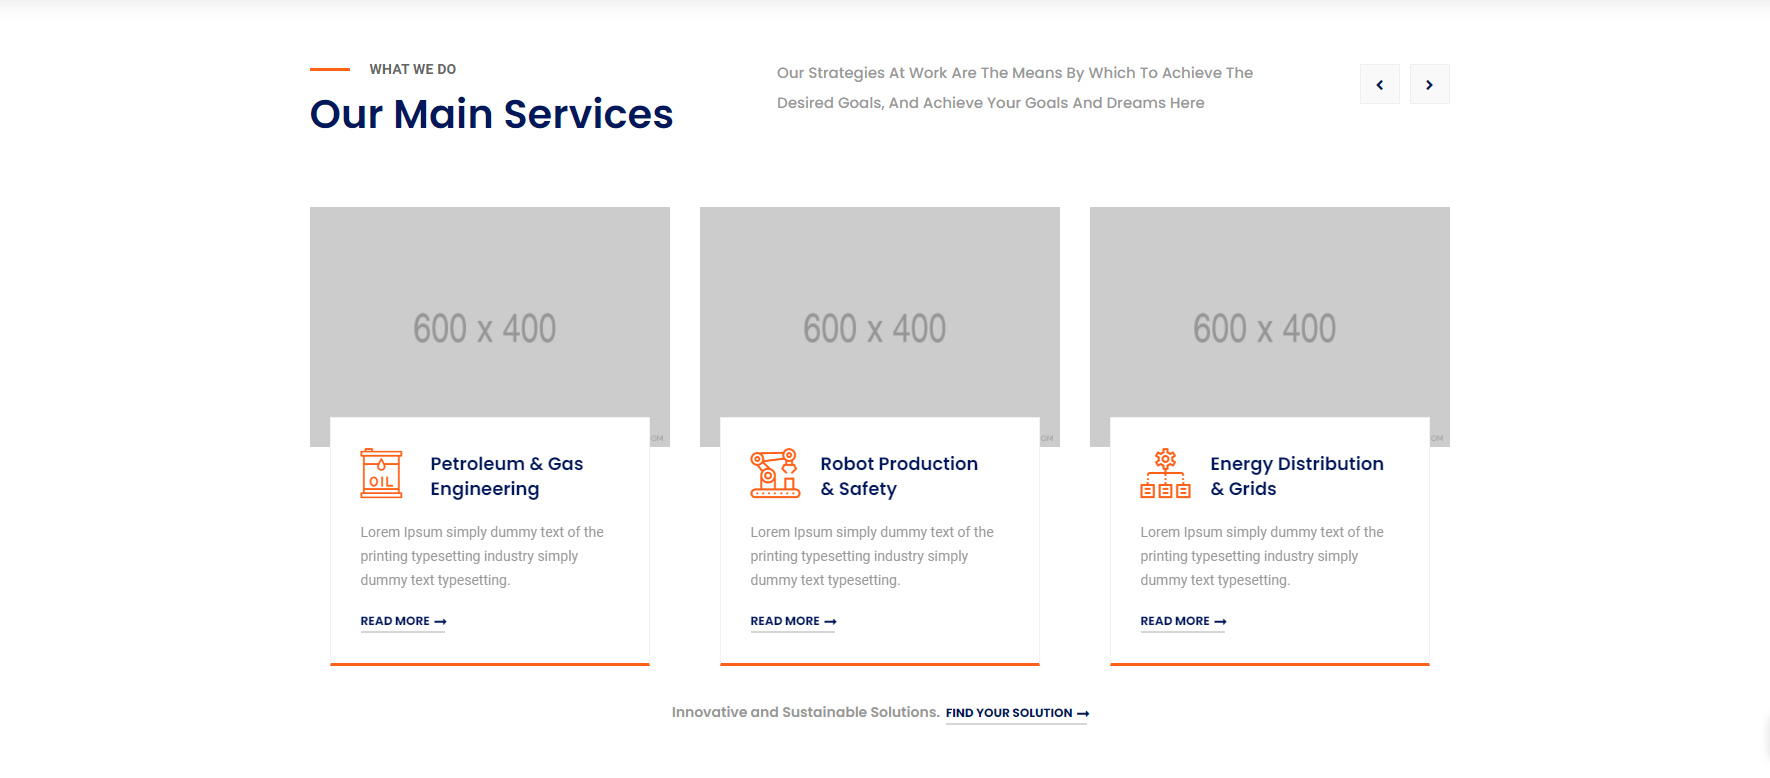 WHAT WE DO
Our Main Services
Our Strategies At Work Are The Means By Which To Achieve The
Desired Goals, And Achieve Your Goals And Dreams Here
600 x 400
OM
OIL
Petroleum & Gas
Engineering
Lorem Ipsum simply dummy text of the
printing typesetting industry simply
dummy text typesetting.
READ MORE
600 x 400
OM
Robot Production
& Safety
Lorem Ipsum simply dummy text of the
printing typesetting industry simply
dummy text typesetting.
READ MORE
600 x 400
OM
Energy Distribution
& Grids
Lorem Ipsum simply dummy text of the
printing typesetting industry simply
dummy text typesetting.
READ MORE
Innovative and Sustainable Solutions. FIND YOUR SOLUTION